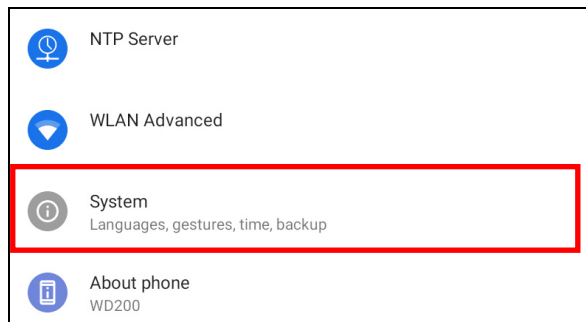 NTP Server
WLAN Advanced
System
Languages, gestures, time, backup
About phone
WD200